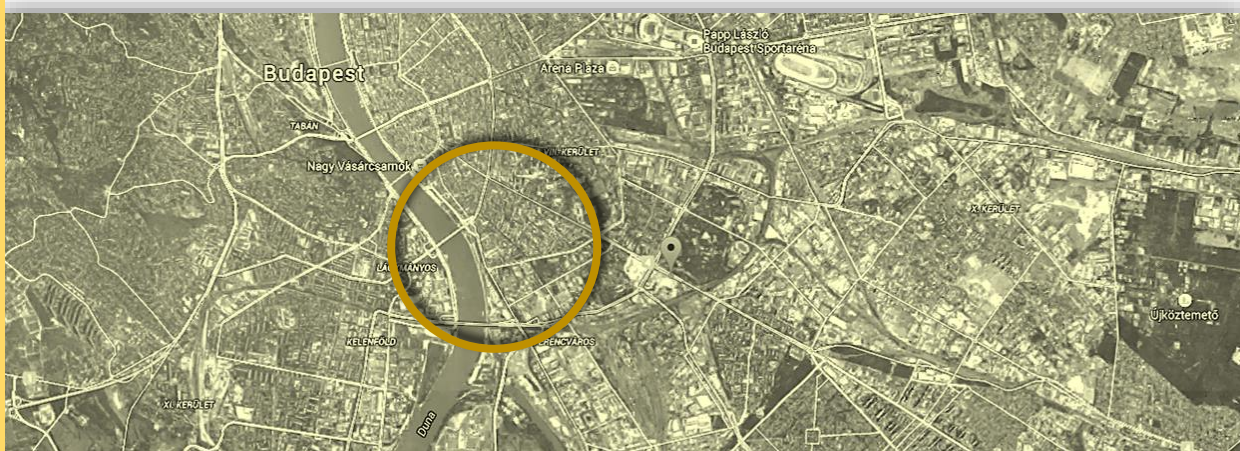 Papp László
Budapest Sportaréna
Aréna Pláza
Budapest
TABÁN
KERÜLET
Nagy Vásárcsarnok
X. KERÜLET
LÁGYMÁNYOS
Újköztemető
KELENFÖLD
FERENCVÁROS
XI. KERÜLET
Duna